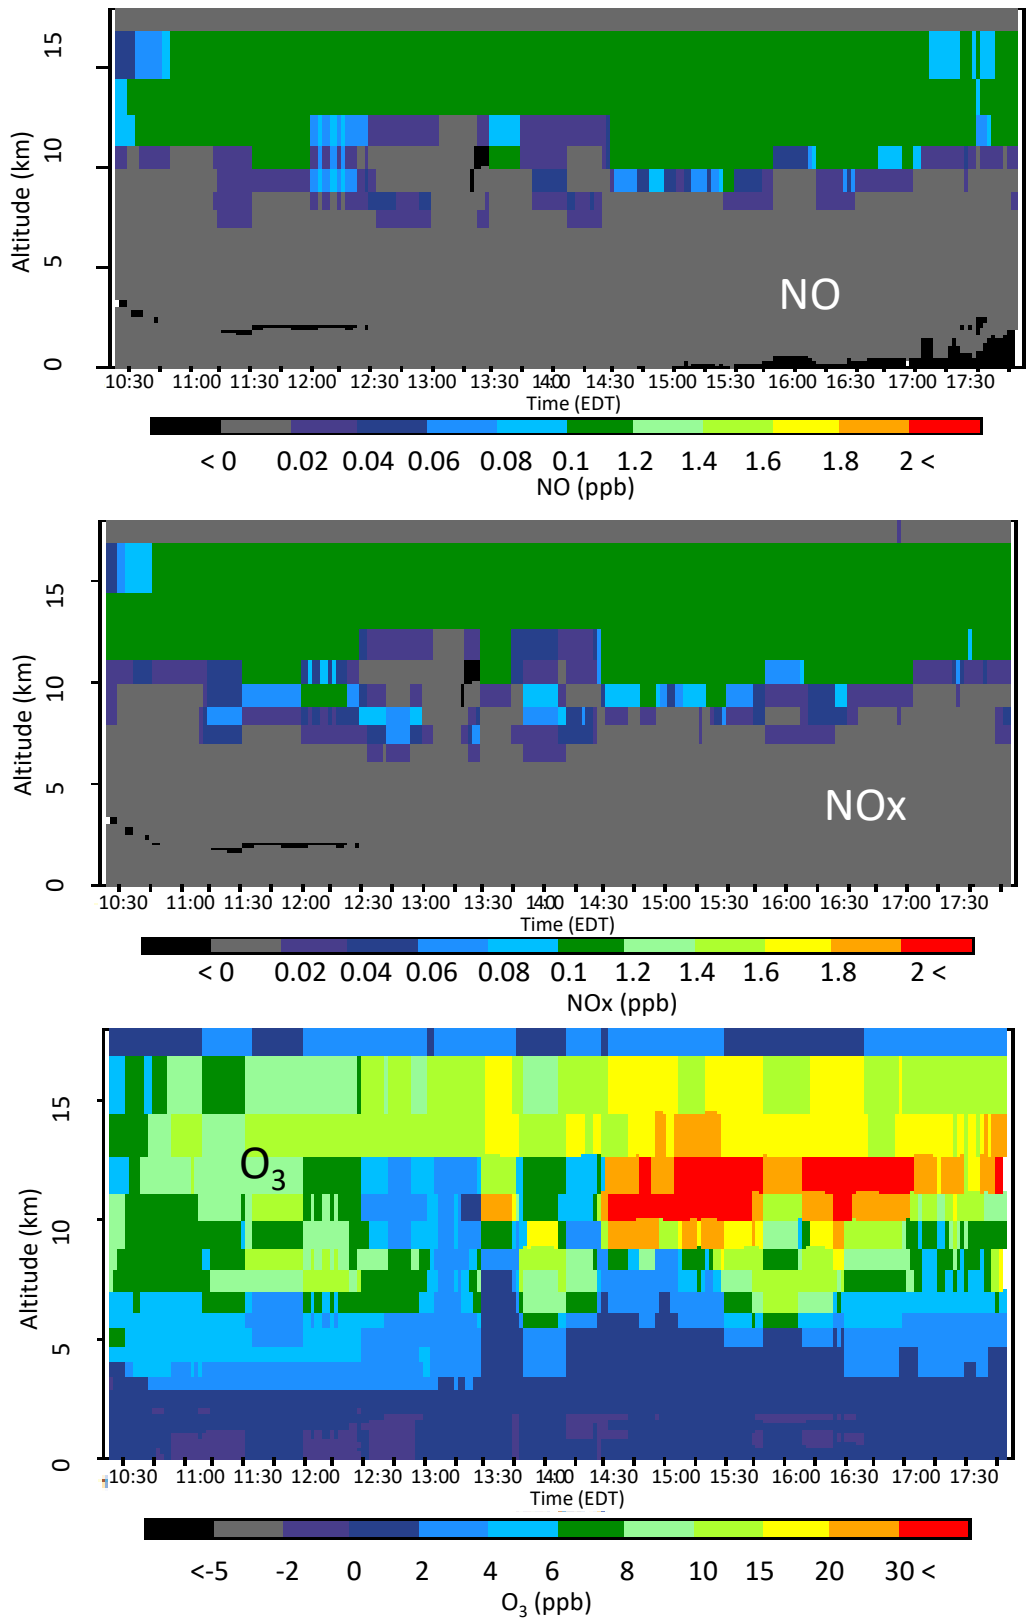 15
10
5
0
Altitude (km)
NO
10:30 11:00 11:30 12:00 12:30 13:00 13:30 14:00 14:30 15:00 15:30 16:00 16:30 17:00 17:30
Time (EDT)
< 0 0.02 0.04 0.06 0.08 0.1 1.2 1.4 1.6 1.8 2 <
NO (ppb)
15
10
5
0
Altitude (km)
NOx
10:30 11:00 11:30 12:00 12:30 13:00 13:30 14:00 14:30 15:00 15:30 16:00 16:30 17:00 17:30
Time (EDT)
< 0 0.02 0.04 0.06 0.08 0.1 1.2 1.4 1.6 1.8 2 <
NOx (ppb)
15
10
5
0
Altitude (km)
O3
10:30 11:00 11:30 12:00 12:30 13:00 13:30 14:00 14:30 15:00 15:30 16:00 16:30 17:00 17:30
Time (EDT)
<-5 -2 0 2 4 6 8 10 15 20 30 <
O3 (ppb)